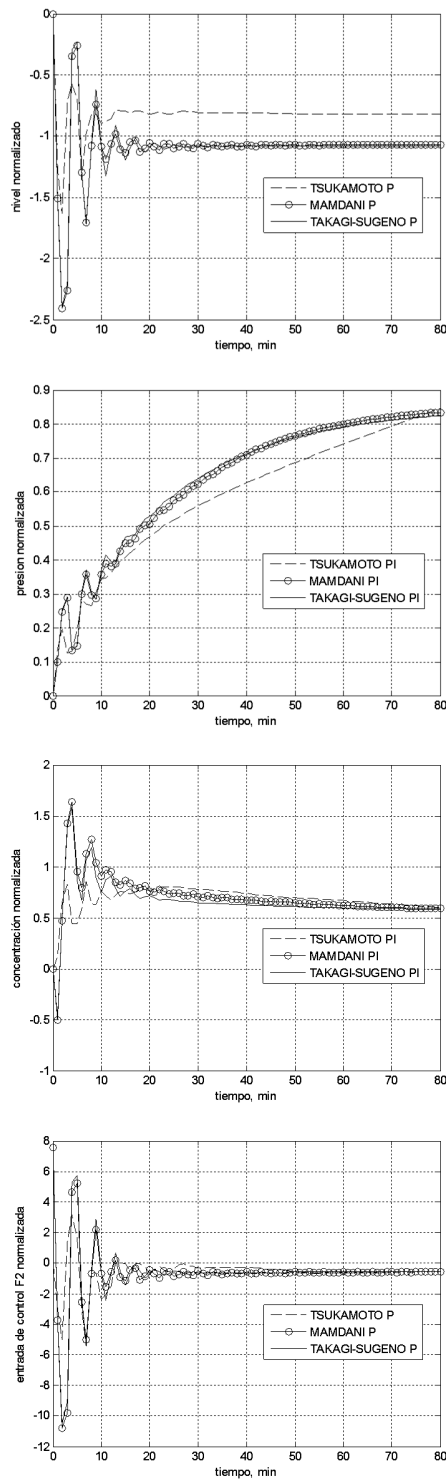 0
-0.5
-1
-1.5
-2
-2.5
nivel normalizado
TSUKAMOTO P
MAMDANI P
TAKAGI-SUGENO P
0 10 20 30 40 50 60 70 80
tiempo, min
0.9
0.8
0.7
0.6
0.5
0.4
0.3
0.2
0.1
0
presion normalizada
TSUKAMOTO PI
MAMDANI PI
TAKAGI-SUGENO PI
0 10 20 30 40 50 60 70 80
tiempo, min
2
1.5
1
0.5
0
-0.5
-1
concentración normalizada
TSUKAMOTO PI
MAMDANI PI
TAKAGI-SUGENO PI
0 10 20 30 40 50 60 70 80
tiempo, min
8
6
4
2
0
-2
-4
-6
-8
-10
-12
entrada de control F2 normalizada
TSUKAMOTO P
MAMDANI P
TAKAGI-SUGENO P
0 10 20 30 40 50 60 70 80
tiempo, min